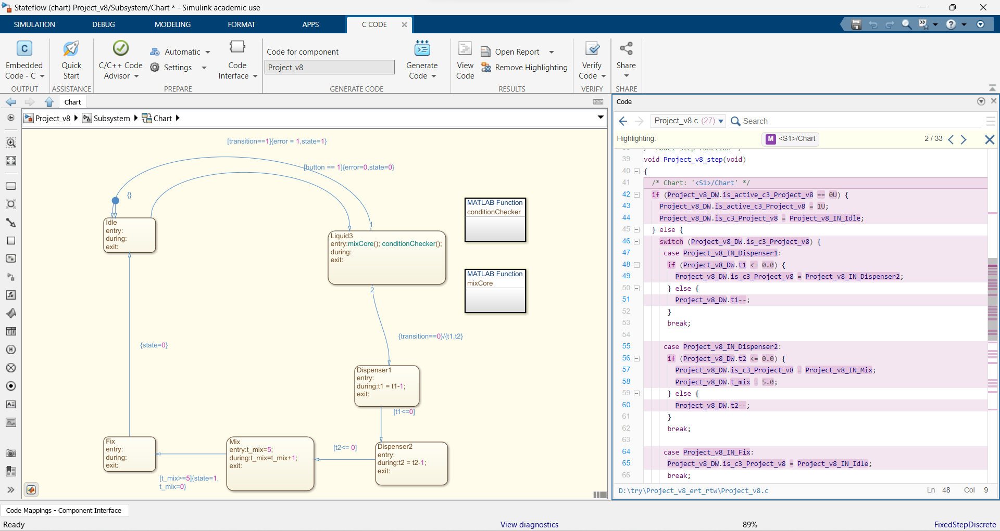 Stateflow (chart) Project_v8/Subsystem/Chart * - Simulink academic use
SIMULATION
DEBUG
MODELING
FORMAT
APPS
C CODE
Embedded
Code - C
OUTPUT
Quick
Start
ASSISTANCE
C/C++ Code
Advisor
Automatic
Settings
Code
Interface
PREPARE
Code for component
Project_v8
Generate
Code
GENERATE CODE
View
Code
Open Report
Remove Highlighting
RESULTS
Verify
Code
VERIFY
Share
SHARE
Chart
Project_v8
Subsystem
Chart
[transition==1]{error = 1,state=1}
[button == 1]{error=0,state=0}
{}
Idle
entry:
during:
exit:
1
Liquid3
entry:mixCore(); conditionChecker();
during:
exit:
2
MATLAB Function
conditionChecker
MATLAB Function
mixCore
{transition==0}/{t1,t2}
{state=0}
Dispenser1
entry:
during:t1 = t1-1;
exit:
[t1<=0]
Fix
entry:
during:
exit:
Mix
entry:t_mix=5;
during:t_mix=t_mix+1;
exit:
[t2<= 0]
Dispenser2
entry:
during:t2 = t2-1;
exit:
[t_mix>=5]{state=1,
t_mix=0}
Code
Project_v8.c (27)
Search
Highlighting:
M <S1>/Chart
2 / 33
39 void Project_v8_step(void)
40 {
41 /* Chart: '<S1>/Chart' */
42 if (Project_v8_DW.is_active_c3_Project_v8 == 0U) {
43 Project_v8_DW.is_active_c3_Project_v8 = 1U;
44 Project_v8_DW.is_c3_Project_v8 = Project_v8_IN_Idle;
45 } else {
46 switch (Project_v8_DW.is_c3_Project_v8) {
47 case Project_v8_IN_Dispenser1:
48 if (Project_v8_DW.t1 <= 0.0) {
49 Project_v8_DW.is_c3_Project_v8 = Project_v8_IN_Dispenser2;
50 } else {
51 Project_v8_DW.t1--;
52 }
53 break;
54
55 case Project_v8_IN_Dispenser2:
56 if (Project_v8_DW.t2 <= 0.0) {
57 Project_v8_DW.is_c3_Project_v8 = Project_v8_IN_Mix;
58 Project_v8_DW.t_mix = 5.0;
59 } else {
60 Project_v8_DW.t2--;
61 }
62 break;
63
64 case Project_v8_IN_Fix:
65 Project_v8_DW.is_c3_Project_v8 = Project_v8_IN_Idle;
66 break;
D:\try\Project_v8_ert_rtw\Project_v8.c
Ln 48 Col 9
Code Mappings - Component Interface
Ready
View diagnostics
89%
FixedStepDiscrete